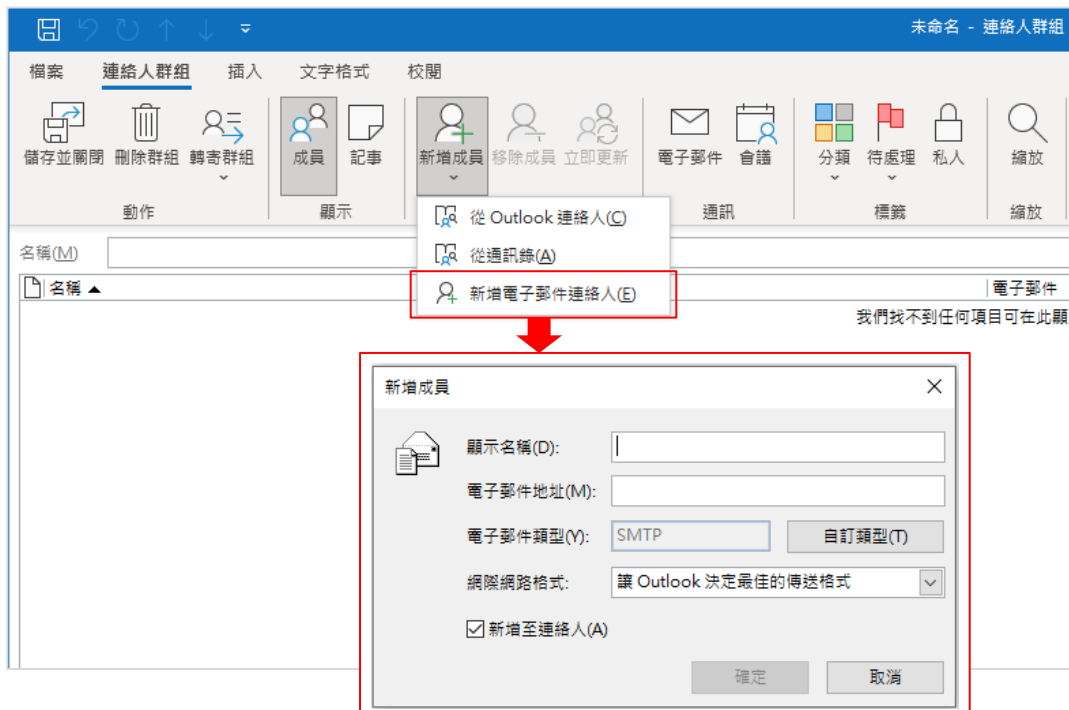 未命名 - 連絡人群組
檔案 連絡人群組 插入 文字格式 校閱
儲存並關閉 刪除群組 轉寄群組 成員 記事 新增成員 移除成員 立即更新 電子郵件 會議 分類 待處理 私人 縮放
動作 顯示 通訊 標籤 縮放
從 Outlook 連絡人(C)
從通訊錄(A)
新增電子郵件連絡人(E)
名稱(M)
名稱 電子郵件
我們找不到任何項目可在此顯
新增成員
顯示名稱(D):
電子郵件地址(M):
電子郵件類型(Y): SMTP 自訂類型(T)
網際網路格式: 讓 Outlook 決定最佳的傳送格式
新增至連絡人(A)
確定 取消